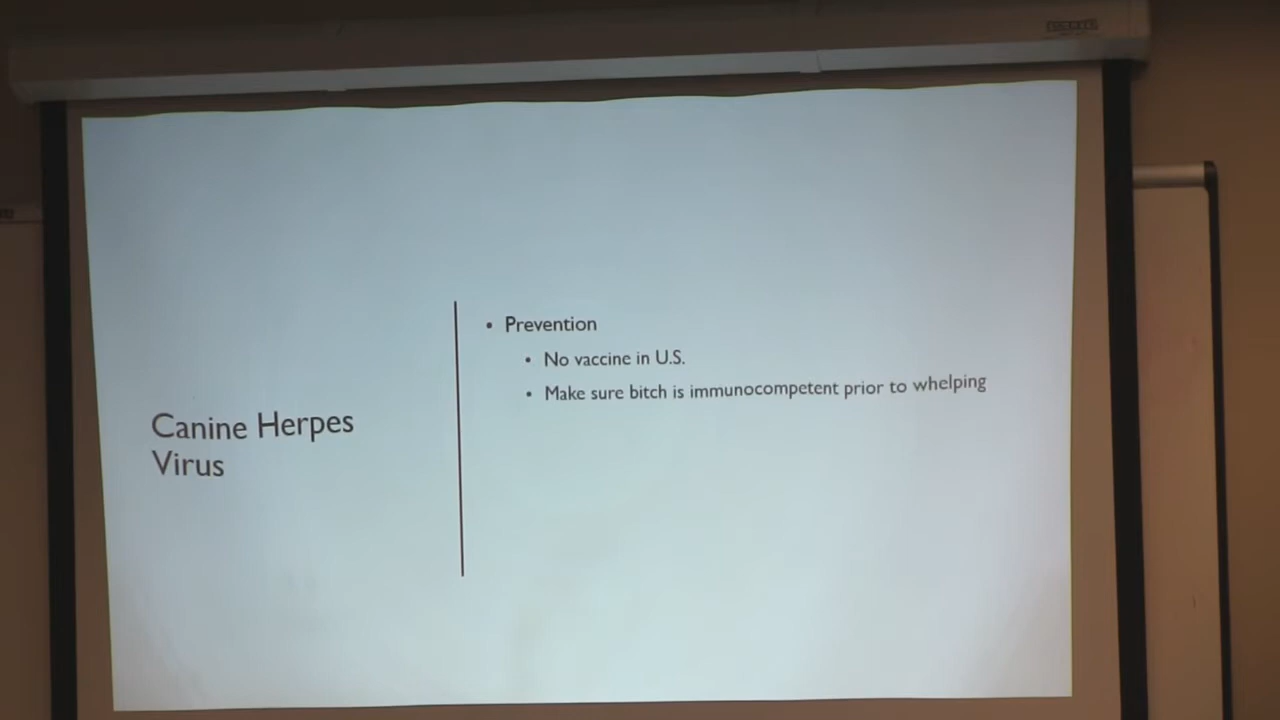 Canine Herpes
Virus
• Prevention
• No vaccine in U.S.
• Make sure bitch is immunocompetent prior to whelping